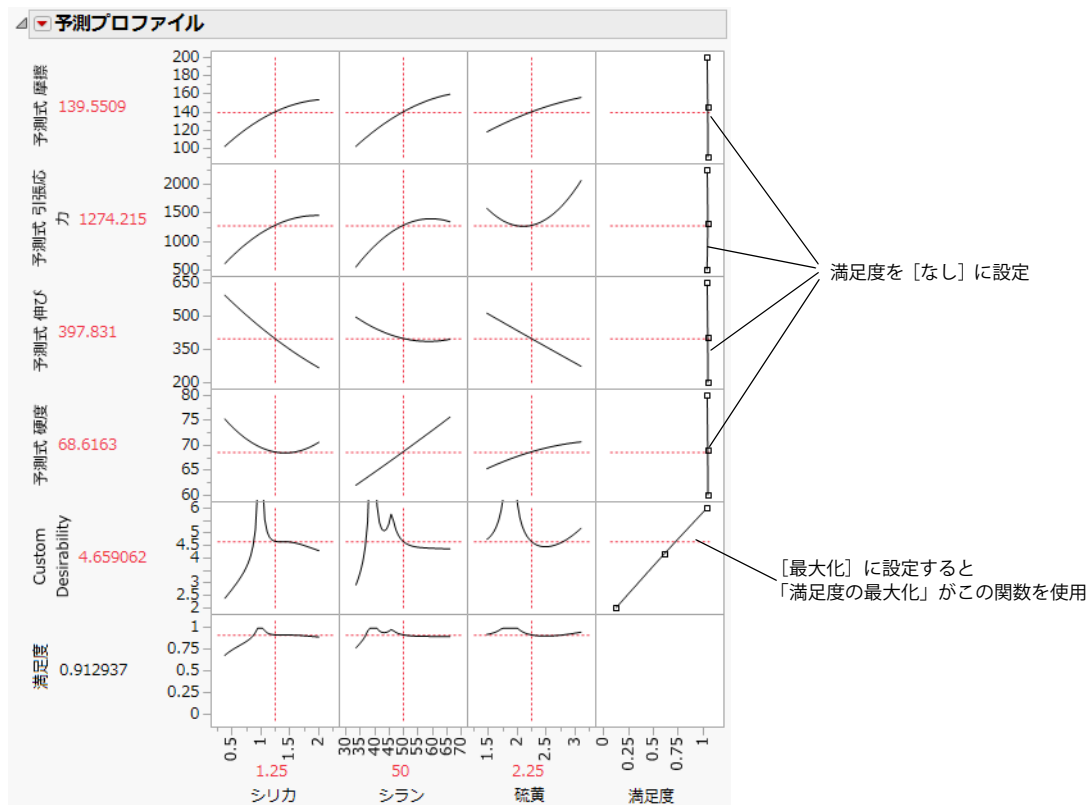 予測プロファイル
予測式 摩擦
139.5509
200
180
160
140
120
100
予測式 引張応
力
1274.215
2000
1500
1000
500
予測式 伸び
397.831
650
500
350
200
予測式 硬度
68.6163
80
75
70
65
60
Custom
Desirability
4.659062
6
5
4.5
4
3
2.5
2
満足度
0.912937
1
0.75
0.5
0.25
0
0.5 1 1.5 2
1.25
シリカ
30 35 40 45 50 55 60 65 70
50
シラン
1.5 2 2.5 3
2.25
硫黄
0 0.25 0.5 0.75 1
満足度
満足度を［なし］に設定
［最大化］に設定すると
「満足度の最大化」がこの関数を使用